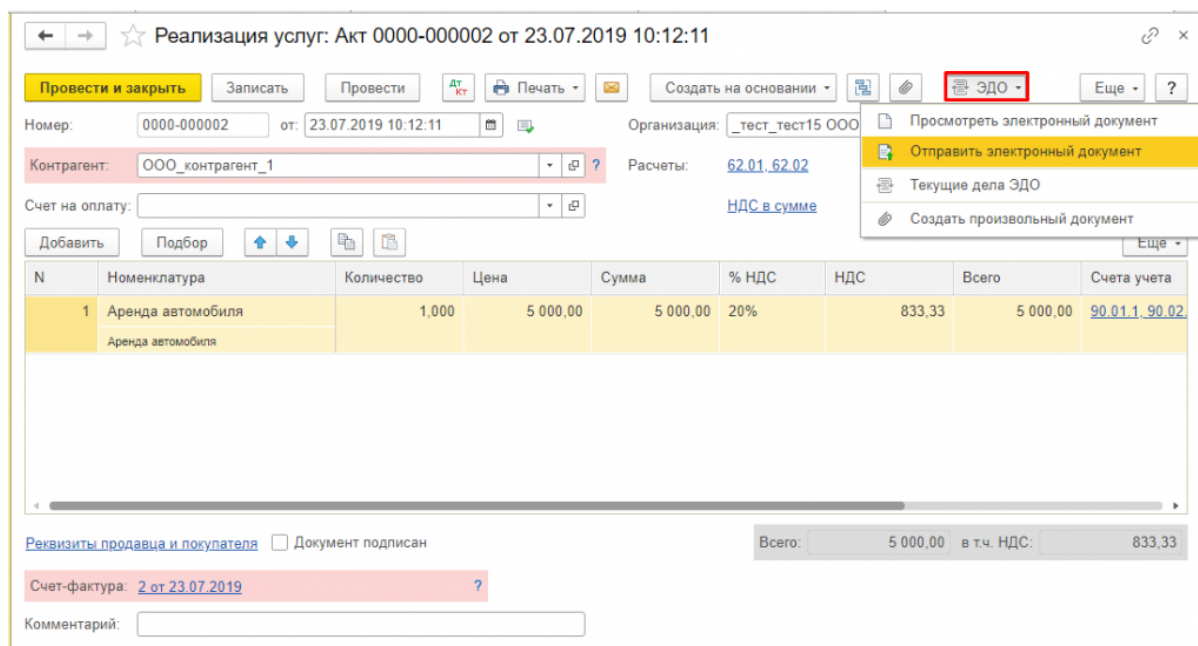 Реализация услуг: Акт 0000-000002 от 23.07.2019 10:12:11
Провести и закрыть Записать Провести Дт Кт Печать Создать на основании ЭДО Еще ?
Номер: 0000-000002 от: 23.07.2019 10:12:11 Организация: _тест_тест15 ООО
Просмотреть электронный документ
Отправить электронный документ
Текущие дела ЭДО
Создать произвольный документ
Контрагент: ООО_контрагент_1 ? Расчеты: 62.01, 62.02
Счет на оплату: НДС в сумме
Добавить Подбор Еще
N Номенклатура Количество Цена Сумма % НДС НДС Всего Счета учета
1 Аренда автомобиля 1,000 5 000,00 5 000,00 20% 833,33 5 000,00 90.01.1, 90.02.
Аренда автомобиля
Реквизиты продавца и покупателя Документ подписан Всего: 5 000,00 в т.ч. НДС: 833,33
Счет-фактура: 2 от 23.07.2019 ?
Комментарий: